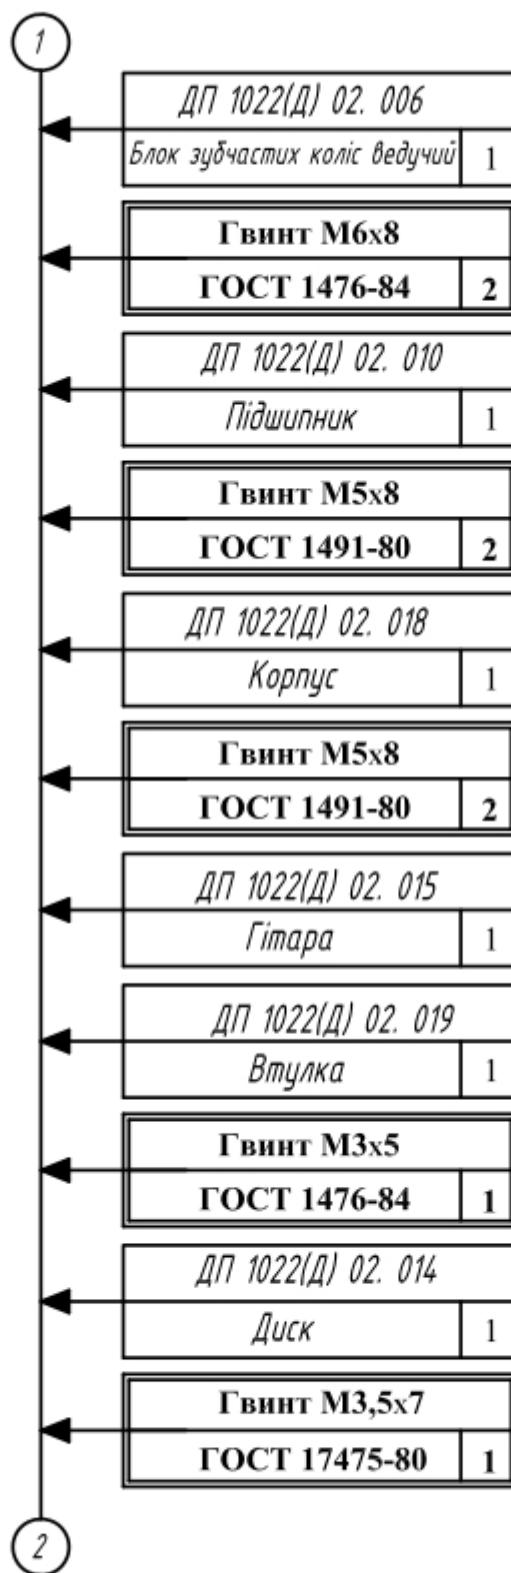 1
ДП 1022(Д) 02. 006
Блок зубчастих коліс ведучий 1
Гвинт М6х8
ГОСТ 1476-84 2
ДП 1022(Д) 02. 010
Підшипник 1
Гвинт М5х8
ГОСТ 1491-80 2
ДП 1022(Д) 02. 018
Корпус 1
Гвинт М5х8
ГОСТ 1491-80 2
ДП 1022(Д) 02. 015
Гітара 1
ДП 1022(Д) 02. 019
Втулка 1
Гвинт М3х5
ГОСТ 1476-84 1
ДП 1022(Д) 02. 014
Диск 1
Гвинт М3,5х7
ГОСТ 17475-80 1
2